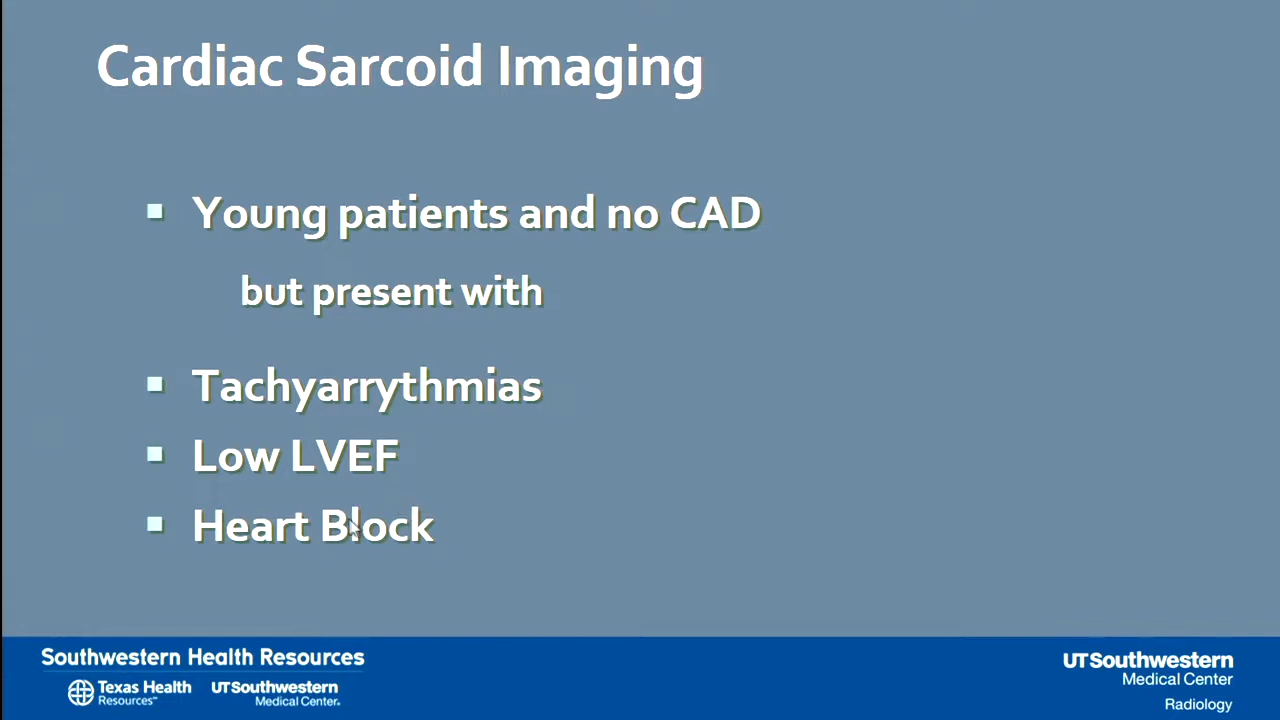 Cardiac Sarcoid Imaging
Young patients and no CAD
but present with
Tachyarrythmias
Low LVEF
Heart Block
Southwestern Health Resources
Texas Health Resources
UTSouthwestern Medical Center
UTSouthwestern
Medical Center
Radiology